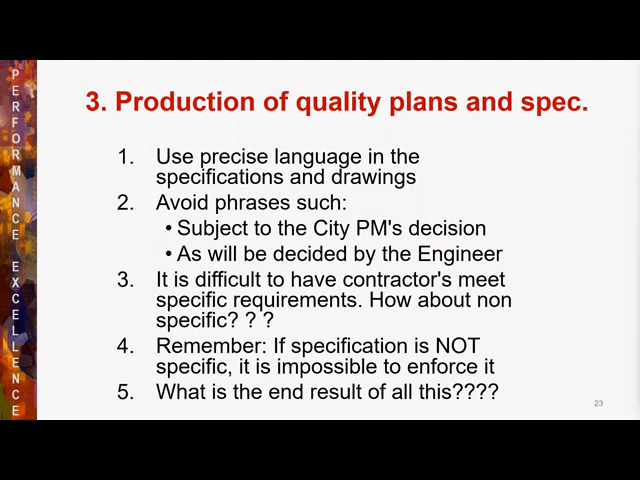 PERFORMANCE EXCELLENCE
3. Production of quality plans and spec.
1. Use precise language in the
specifications and drawings
2. Avoid phrases such:
• Subject to the City PM's decision
• As will be decided by the Engineer
3. It is difficult to have contractor's meet
specific requirements. How about non
specific? ? ?
4. Remember: If specification is NOT
specific, it is impossible to enforce it
5. What is the end result of all this????
23